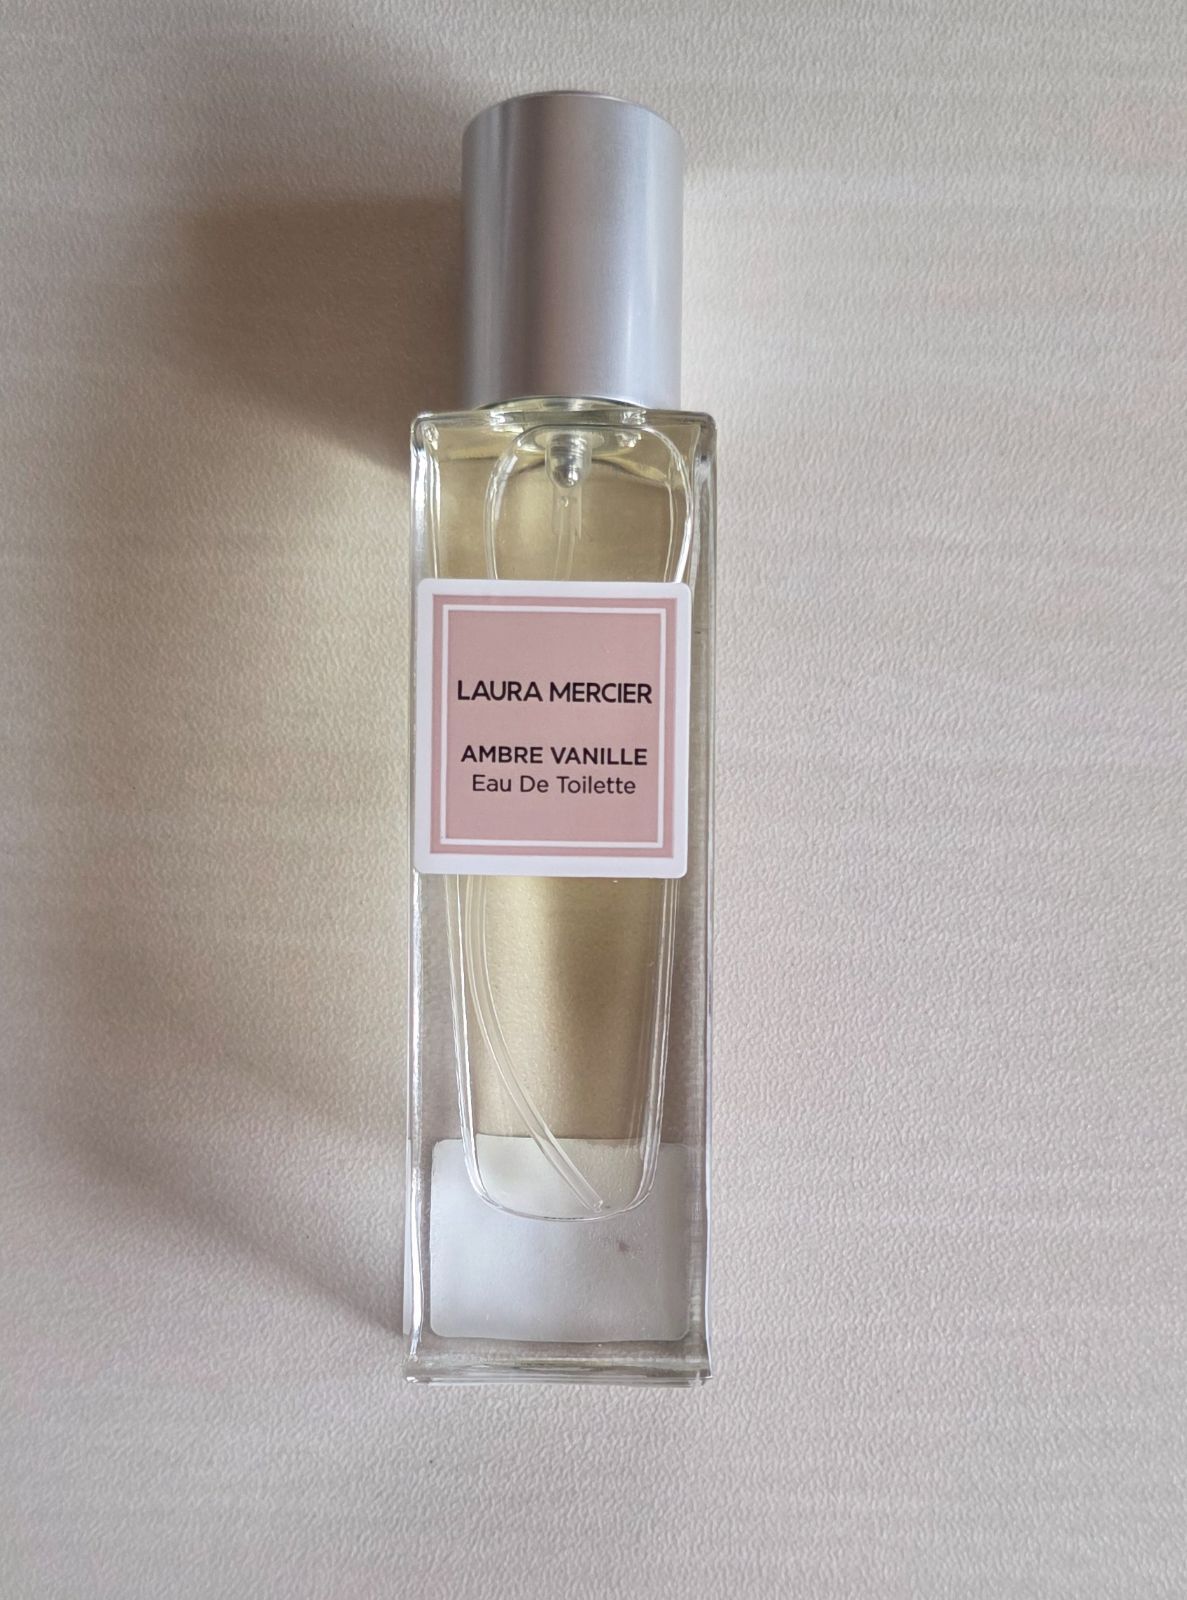 LAURA MERCIER
AMBRE VANILLE
Eau De Toilette